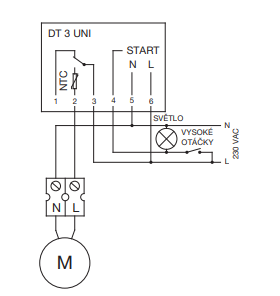 DT 3 UNI
START
NTC
N L
1 2 3 4 5 6
SVĚTLO
VYSOKÉ
OTÁČKY
N
230 VAC
L
N L
M